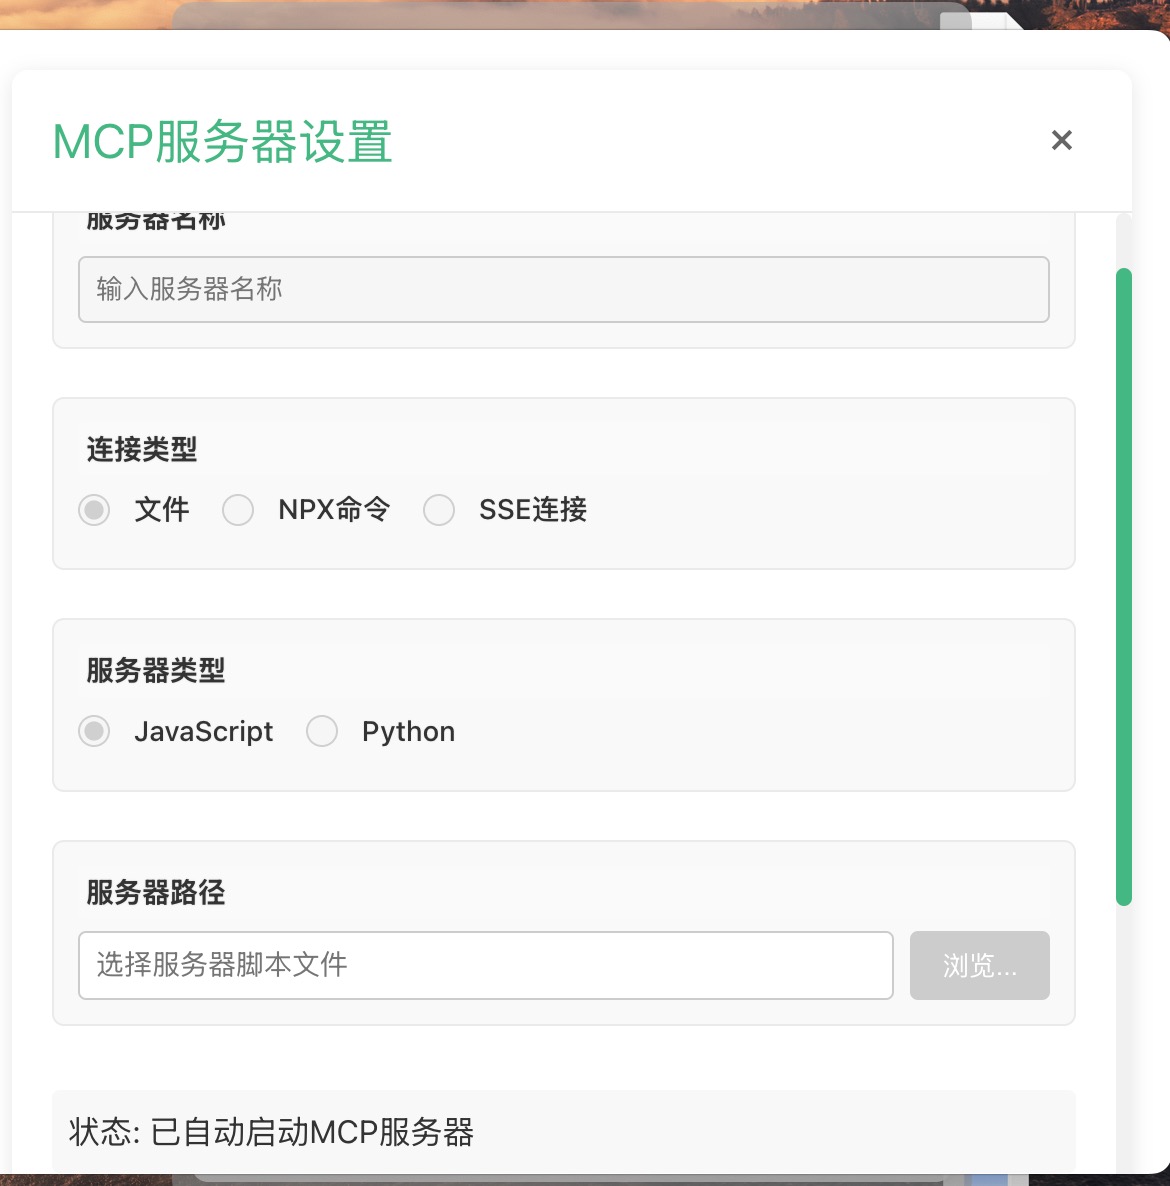 MCP服务器设置
×
服务器名称
输入服务器名称
连接类型
文件 NPX命令 SSE连接
服务器类型
JavaScript Python
服务器路径
选择服务器脚本文件 浏览...
状态: 已自动启动MCP服务器